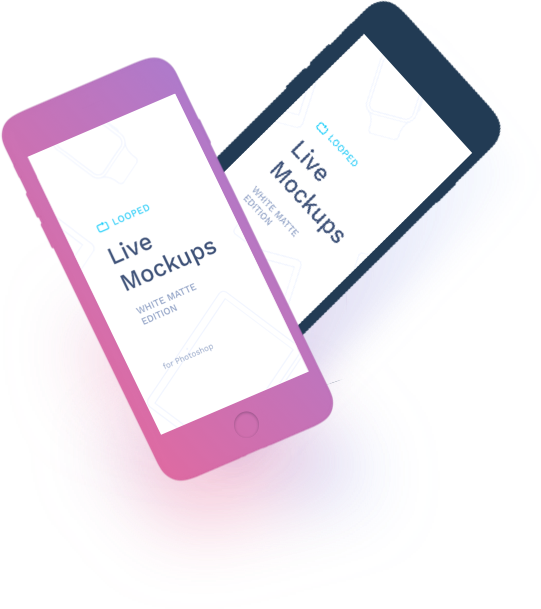 LOOPED
Live
Mockups
WHITE MATTE
EDITION
for Photoshop
LOOPED
Live
Mockups
WHITE MATTE
EDITION